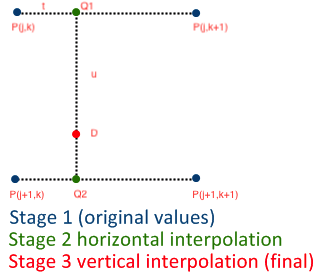 t Q1
P(j,k) P(j,k+1)
u
D
P(j+1,k) Q2 P(j+1,k+1)
Stage 1 (original values)
Stage 2 horizontal interpolation
Stage 3 vertical interpolation (final)